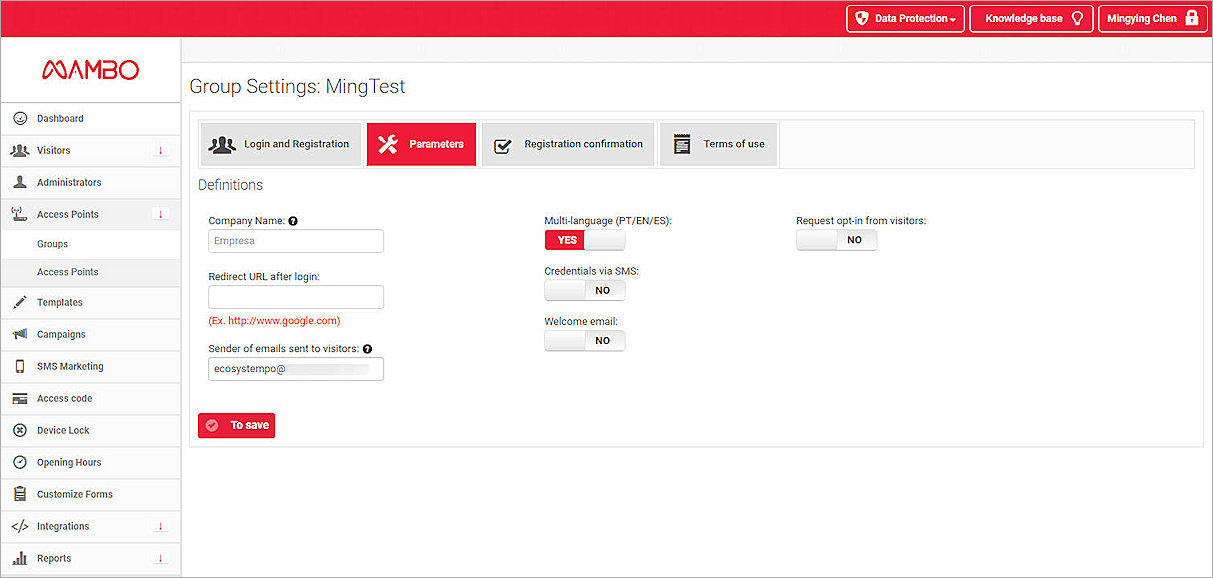 Data Protection
Knowledge base
Mingying Chen
MAMBO
Group Settings: MingTest
Dashboard
Visitors
Administrators
Access Points
Groups
Access Points
Templates
Campaigns
SMS Marketing
Access code
Device Lock
Opening Hours
Customize Forms
Integrations
Reports
Login and Registration
Parameters
Registration confirmation
Terms of use
Definitions
Company Name:
Empresa
Redirect URL after login:
(Ex. http://www.google.com)
Sender of emails sent to visitors:
ecosystempo@
Multi-language (PT/EN/ES):
YES
Credentials via SMS:
NO
Welcome email:
NO
Request opt-in from visitors:
NO
To save